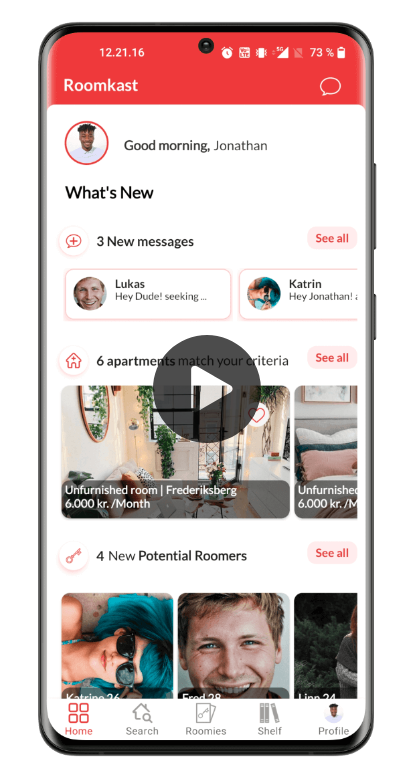 12.21.16 5G 73 %
Roomkast
Good morning, Jonathan
What's New
3 New messages See all
Lukas Katrin
Hey Dude! seeking ... Hey Jonathan!
6 apartments match your criteria See all
Unfurnished room | Frederiksberg Unfurnished
6.000 kr. /Month 6.000 kr. /M
4 New Potential Roomers See all
Katrine 26 Fred 28 Linn 24
Home Search Roomies Shelf Profile